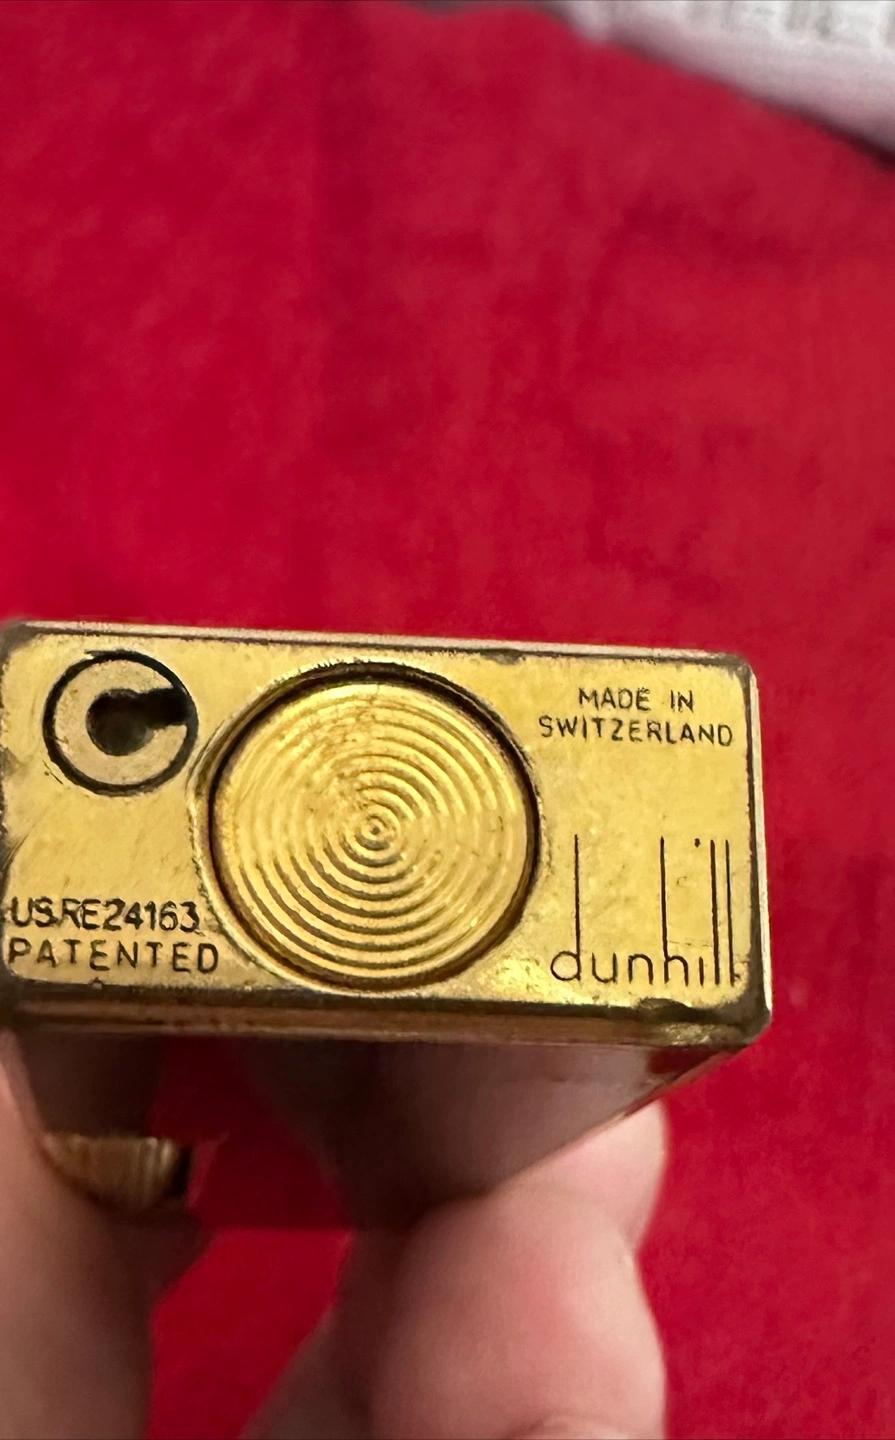 MADE IN
SWITZERLAND
US.RE24163
PATENTED
dunhill